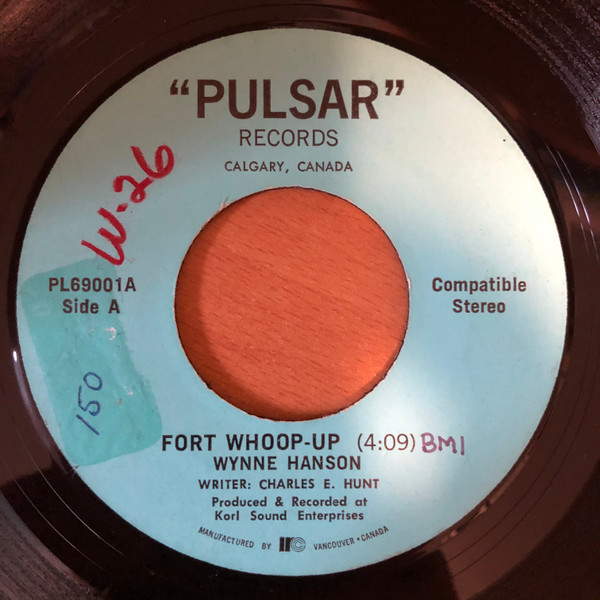 "PULSAR"
RECORDS
CALGARY, CANADA
W-26
PL69001A
Side A
Compatible
Stereo
150
FORT WHOOP-UP (4:09) BMI
WYNNE HANSON
WRITER: CHARLES E. HUNT
Produced & Recorded at
Korl Sound Enterprises
MANUFACTURED BY IRC VANCOUVER • CANADA